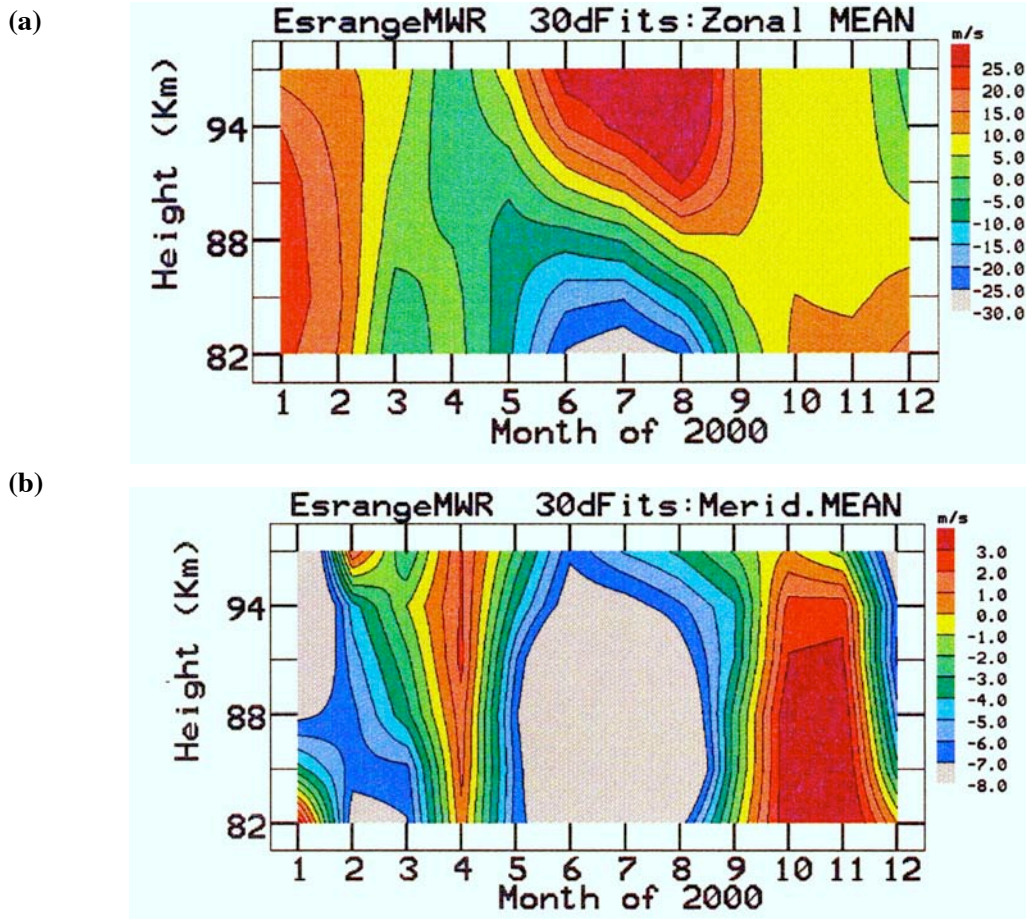 (a)
EsrangeMWR 30dFits:Zonal MEAN
m/s
25.0
20.0
15.0
10.0
5.0
0.0
-5.0
-10.0
-15.0
-20.0
-25.0
-30.0
Height (Km)
94
88
82
1 2 3 4 5 6 7 8 9 10 11 12
Month of 2000
(b)
EsrangeMWR 30dFits:Merid.MEAN
m/s
3.0
2.0
1.0
0.0
-1.0
-2.0
-3.0
-4.0
-5.0
-6.0
-7.0
-8.0
Height (Km)
94
88
82
1 2 3 4 5 6 7 8 9 10 11 12
Month of 2000